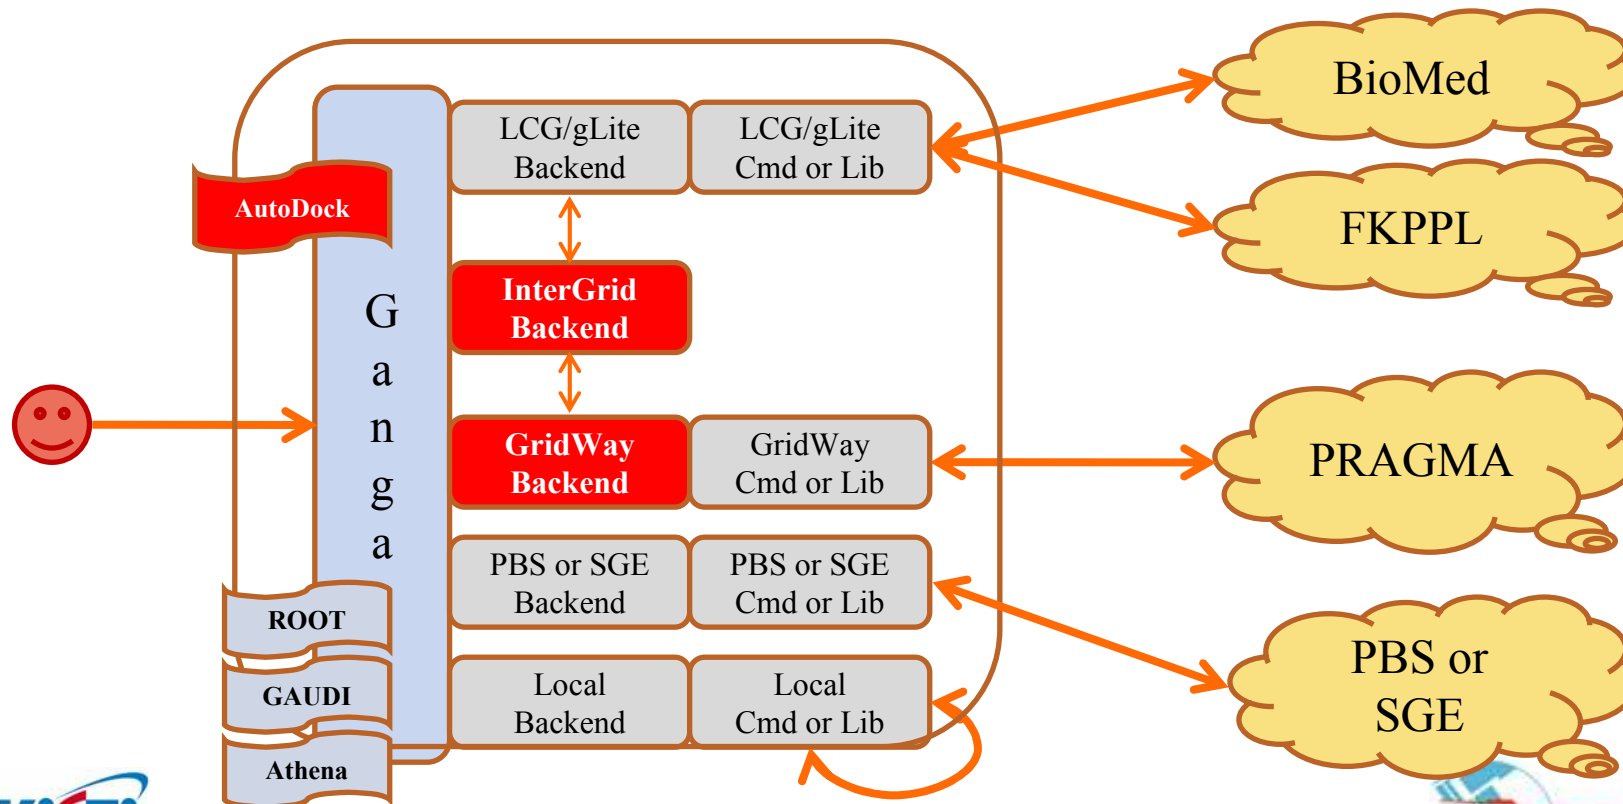 BioMed
LCG/gLite
Backend
LCG/gLite
Cmd or Lib
AutoDock
FKPPL
InterGrid
Backend
G
a
n
g
a
GridWay
Backend
GridWay
Cmd or Lib
PRAGMA
PBS or SGE
Backend
PBS or SGE
Cmd or Lib
ROOT
PBS or
SGE
GAUDI
Local
Backend
Local
Cmd or Lib
Athena